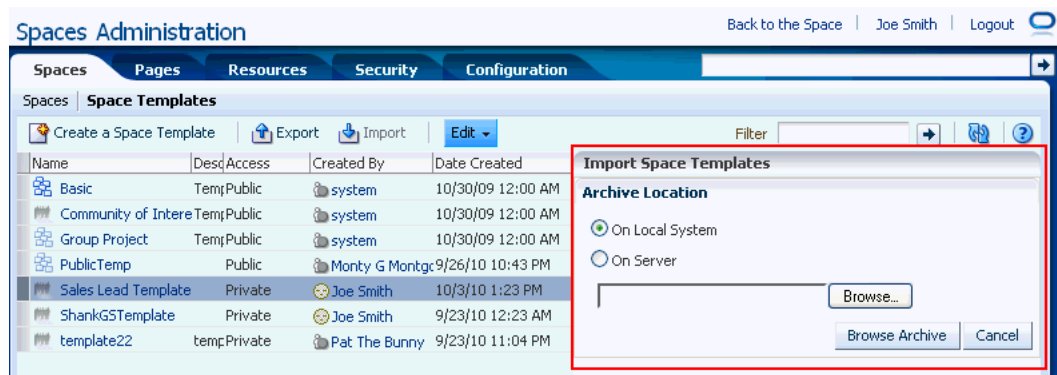 Spaces Administration
Back to the Space | Joe Smith | Logout
Spaces Pages Resources Security Configuration
Spaces | Space Templates
Create a Space Template Export Import Edit Filter
Name Desc Access Created By Date Created
Basic Temp Public system 10/30/09 12:00 AM
Community of Intere Temp Public system 10/30/09 12:00 AM
Group Project Temp Public system 10/30/09 12:00 AM
PublicTemp Public Monty G Montgo 9/26/10 10:43 PM
Sales Lead Template Private Joe Smith 10/3/10 1:23 PM
ShankGSTemplate Private Joe Smith 9/23/10 12:23 AM
template22 temp Private Pat The Bunny 9/23/10 11:04 PM
Import Space Templates
Archive Location
On Local System
On Server
Browse...
Browse Archive Cancel